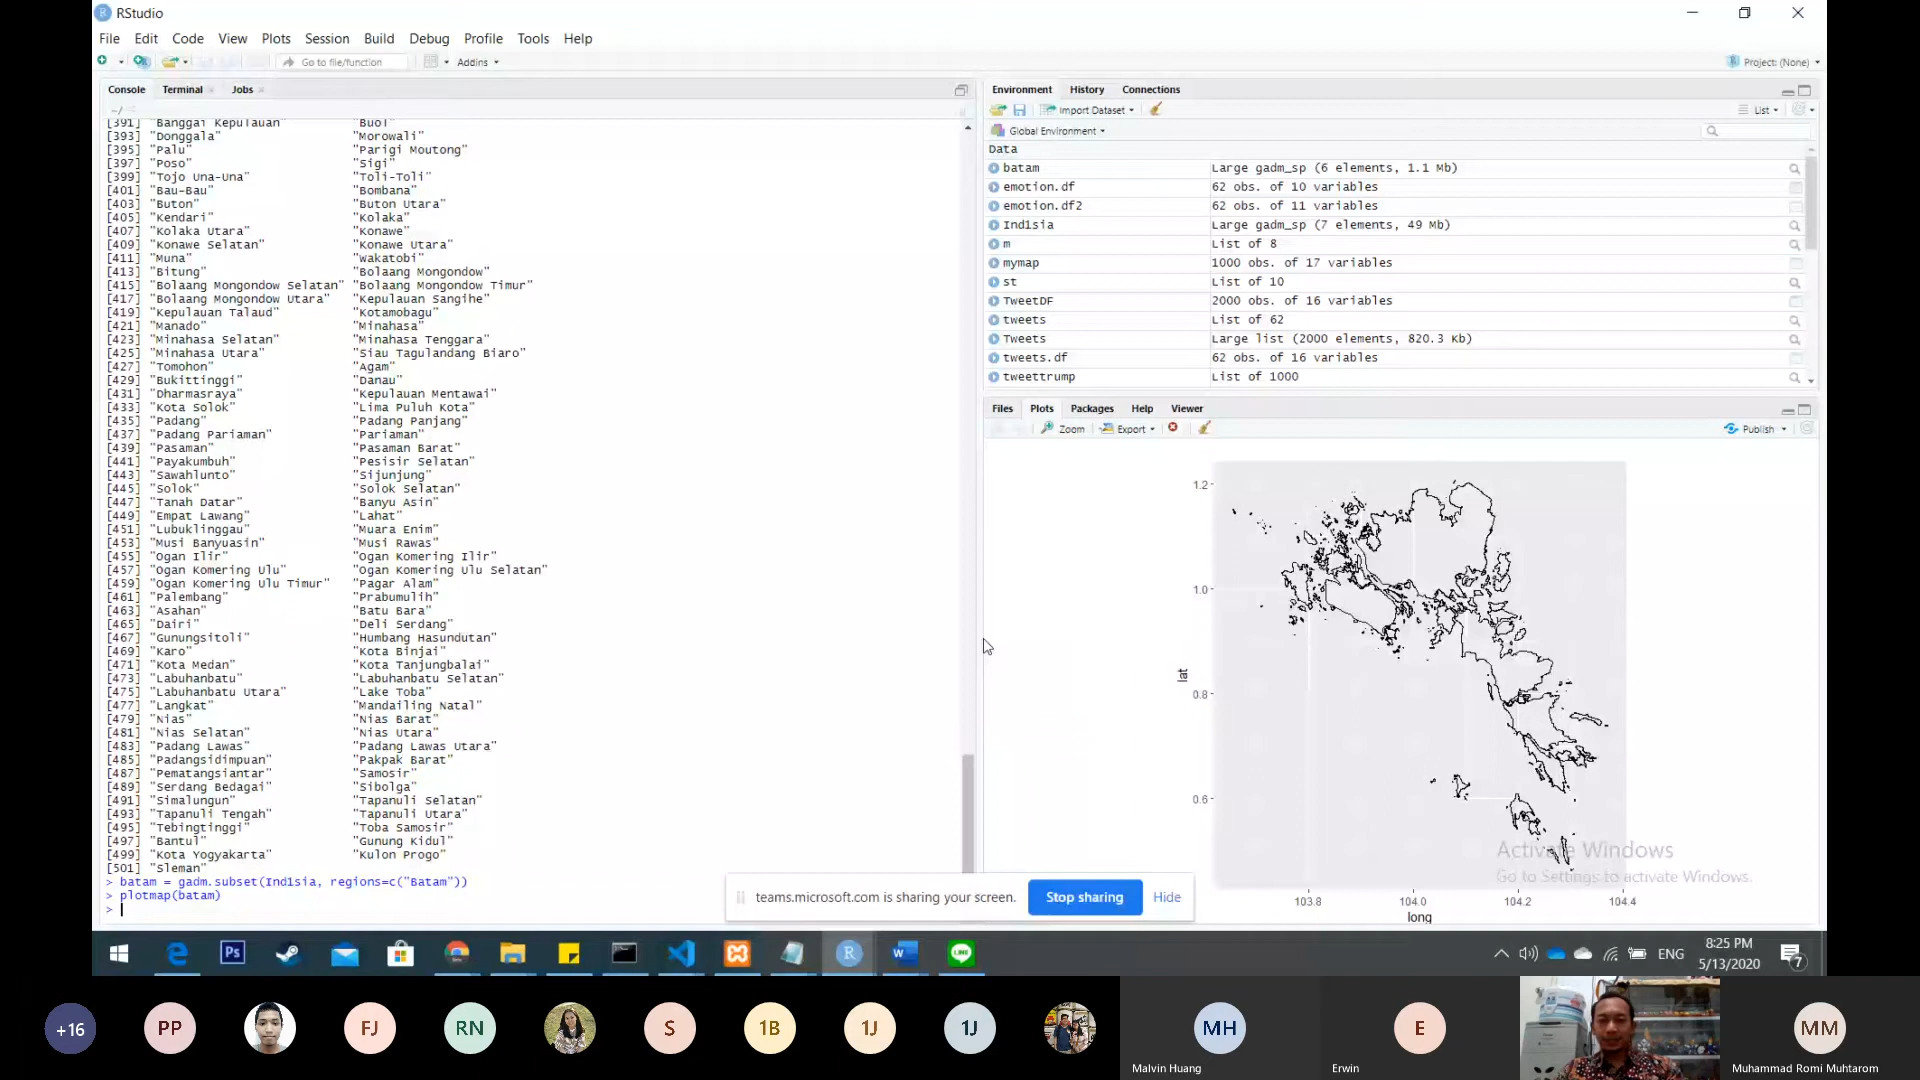 RStudio
File Edit Code View Plots Session Build Debug Profile Tools Help
Go to file/function Addins Project: (None)
Console Terminal Jobs
~/
[391] "Banggai Kepulauan" "Buol"
[393] "Donggala" "Morowali"
[395] "Palu" "Parigi Moutong"
[397] "Poso" "Sigi"
[399] "Tojo Una-Una" "Toli-Toli"
[401] "Bau-Bau" "Bombana"
[403] "Buton" "Buton Utara"
[405] "Kendari" "Kolaka"
[407] "Kolaka Utara" "Konawe"
[409] "Konawe Selatan" "Konawe Utara"
[411] "Muna" "Wakatobi"
[413] "Bitung" "Bolaang Mongondow"
[415] "Bolaang Mongondow Selatan" "Bolaang Mongondow Timur"
[417] "Bolaang Mongondow Utara" "Kepulauan Sangihe"
[419] "Kepulauan Talaud" "Kotamobagu"
[421] "Manado" "Minahasa"
[423] "Minahasa Selatan" "Minahasa Tenggara"
[425] "Minahasa Utara" "Siau Tagulandang Biaro"
[427] "Tomohon" "Agam"
[429] "Bukittinggi" "Danau"
[431] "Dharmasraya" "Kepulauan Mentawai"
[433] "Kota Solok" "Lima Puluh Kota"
[435] "Padang" "Padang Panjang"
[437] "Padang Pariaman" "Pariaman"
[439] "Pasaman" "Pasaman Barat"
[441] "Payakumbuh" "Pesisir Selatan"
[443] "Sawahlunto" "Sijunjung"
[445] "Solok" "Solok Selatan"
[447] "Tanah Datar" "Banyu Asin"
[449] "Empat Lawang" "Lahat"
[451] "Lubuklinggau" "Muara Enim"
[453] "Musi Banyuasin" "Musi Rawas"
[455] "Ogan Ilir" "Ogan Komering Ilir"
[457] "Ogan Komering Ulu" "Ogan Komering Ulu Selatan"
[459] "Ogan Komering Ulu Timur" "Pagar Alam"
[461] "Palembang" "Prabumulih"
[463] "Asahan" "Batu Bara"
[465] "Dairi" "Deli Serdang"
[467] "Gunungsitoli" "Humbang Hasundutan"
[469] "Karo" "Kota Binjai"
[471] "Kota Medan" "Kota Tanjungbalai"
[473] "Labuhanbatu" "Labuhanbatu Selatan"
[475] "Labuhanbatu Utara" "Lake Toba"
[477] "Langkat" "Mandailing Natal"
[479] "Nias" "Nias Barat"
[481] "Nias Selatan" "Nias Utara"
[483] "Padang Lawas" "Padang Lawas Utara"
[485] "Padangsidimpuan" "Pakpak Barat"
[487] "Pematangsiantar" "Samosir"
[489] "Serdang Bedagai" "Sibolga"
[491] "Simalungun" "Tapanuli Selatan"
[493] "Tapanuli Tengah" "Tapanuli Utara"
[495] "Tebingtinggi" "Toba Samosir"
[497] "Bantul" "Gunung Kidul"
[499] "Kota Yogyakarta" "Kulon Progo"
[501] "Sleman"
> batam = gadm.subset(Ind1sia, regions=c("Batam"))
> plotmap(batam)
>
Environment History Connections
Import Dataset List
Global Environment
Data
batam Large gadm_sp (6 elements, 1.1 Mb)
emotion.df 62 obs. of 10 variables
emotion.df2 62 obs. of 11 variables
Ind1sia Large gadm_sp (7 elements, 49 Mb)
m List of 8
mymap 1000 obs. of 17 variables
st List of 10
TweetDF 2000 obs. of 16 variables
tweets List of 62
Tweets Large list (2000 elements, 820.3 Kb)
tweets.df 62 obs. of 16 variables
tweettrump List of 1000
Files Plots Packages Help Viewer
Zoom Export Publish
1.2
1.0
lat
0.8
0.6
103.8 104.0 104.2 104.4
long
Activate Windows
Go to Settings to activate Windows.
teams.microsoft.com is sharing your screen. Stop sharing Hide
Ps R W LINE ENG
8:25 PM
5/13/2020
7
+16 PP FJ RN S 1B 1J 1J MH E MM
Malvin Huang Erwin Muhammad Romi Muhtarom